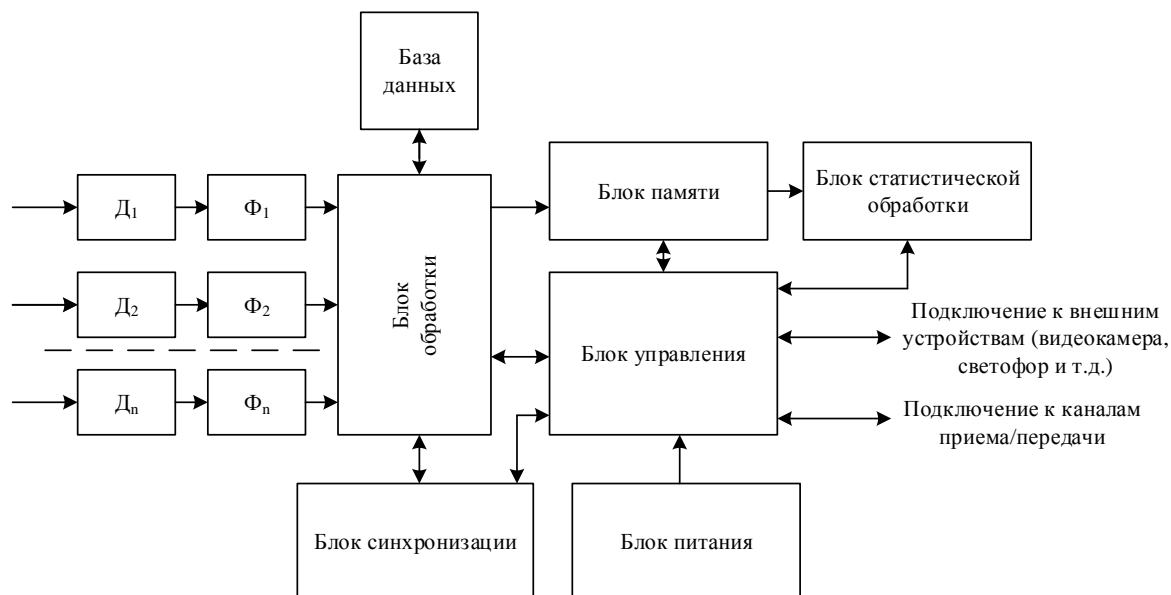 База
данных
Блок памяти
Блок статистической
обработки
Д₁
Ф₁
Д₂
Ф₂
Дₙ
Фₙ
Блок
обработки
Блок управления
Подключение к внешним
устройствам (видеокамера,
светофор и т.д.)
Подключение к каналам
приема/передачи
Блок синхронизации
Блок питания